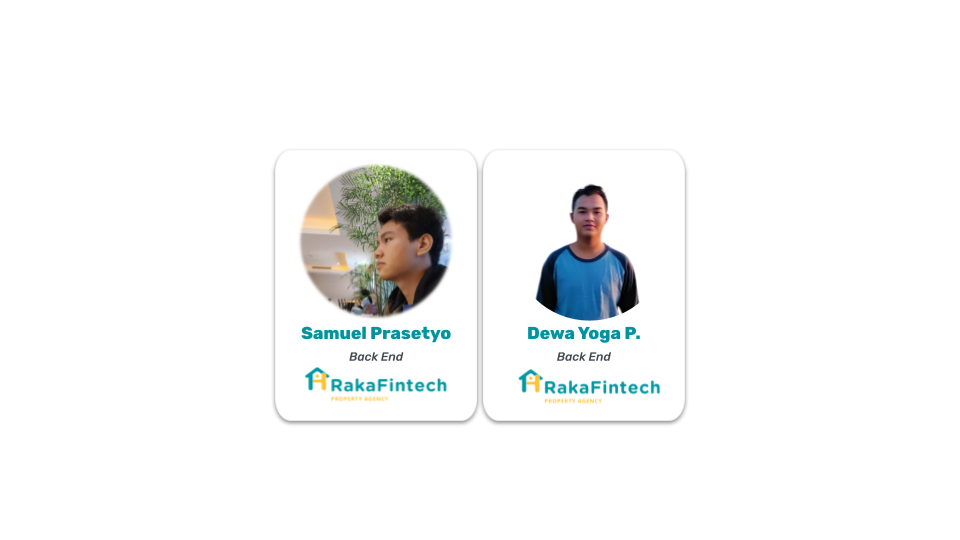 Samuel Prasetyo
Back End
RakaFintech
PROPERTY AGENCY
Dewa Yoga P.
Back End
RakaFintech
PROPERTY AGENCY